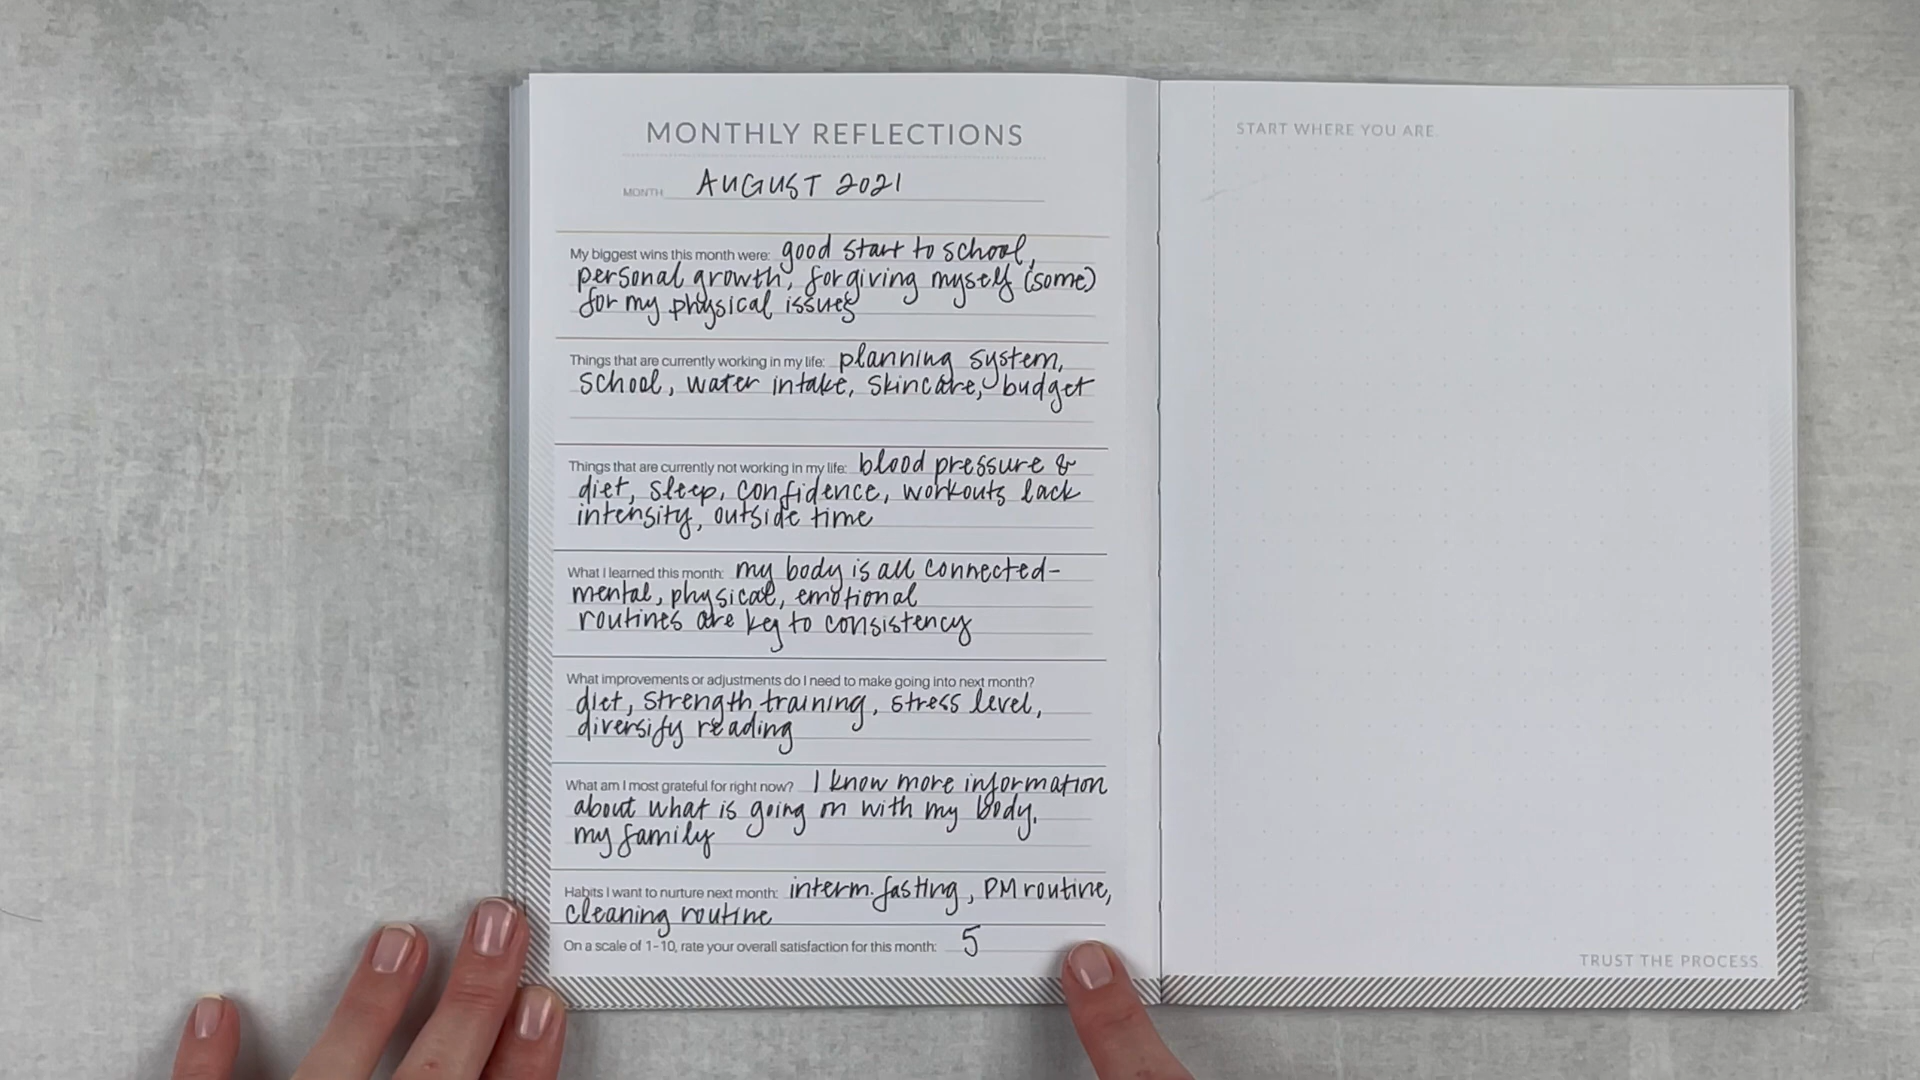 MONTHLY REFLECTIONS
MONTH AUGUST 2021
My biggest wins this month were: good start to school,
personal growth, forgiving myself (some)
for my physical issues
Things that are currently working in my life: planning system,
school, water intake, skincare, budget
Things that are currently not working in my life: blood pressure &
diet, sleep, confidence, workouts lack
intensity, outside time
What I learned this month: my body is all connected-
mental, physical, emotional
routines are key to consistency
What improvements or adjustments do I need to make going into next month?
diet, strength training, stress level,
diversify reading
What am I most grateful for right now? I know more information
about what is going on with my body.
my family
Habits I want to nurture next month: interm. fasting, PM routine,
cleaning routine
On a scale of 1-10, rate your overall satisfaction for this month: 5
START WHERE YOU ARE.
TRUST THE PROCESS.